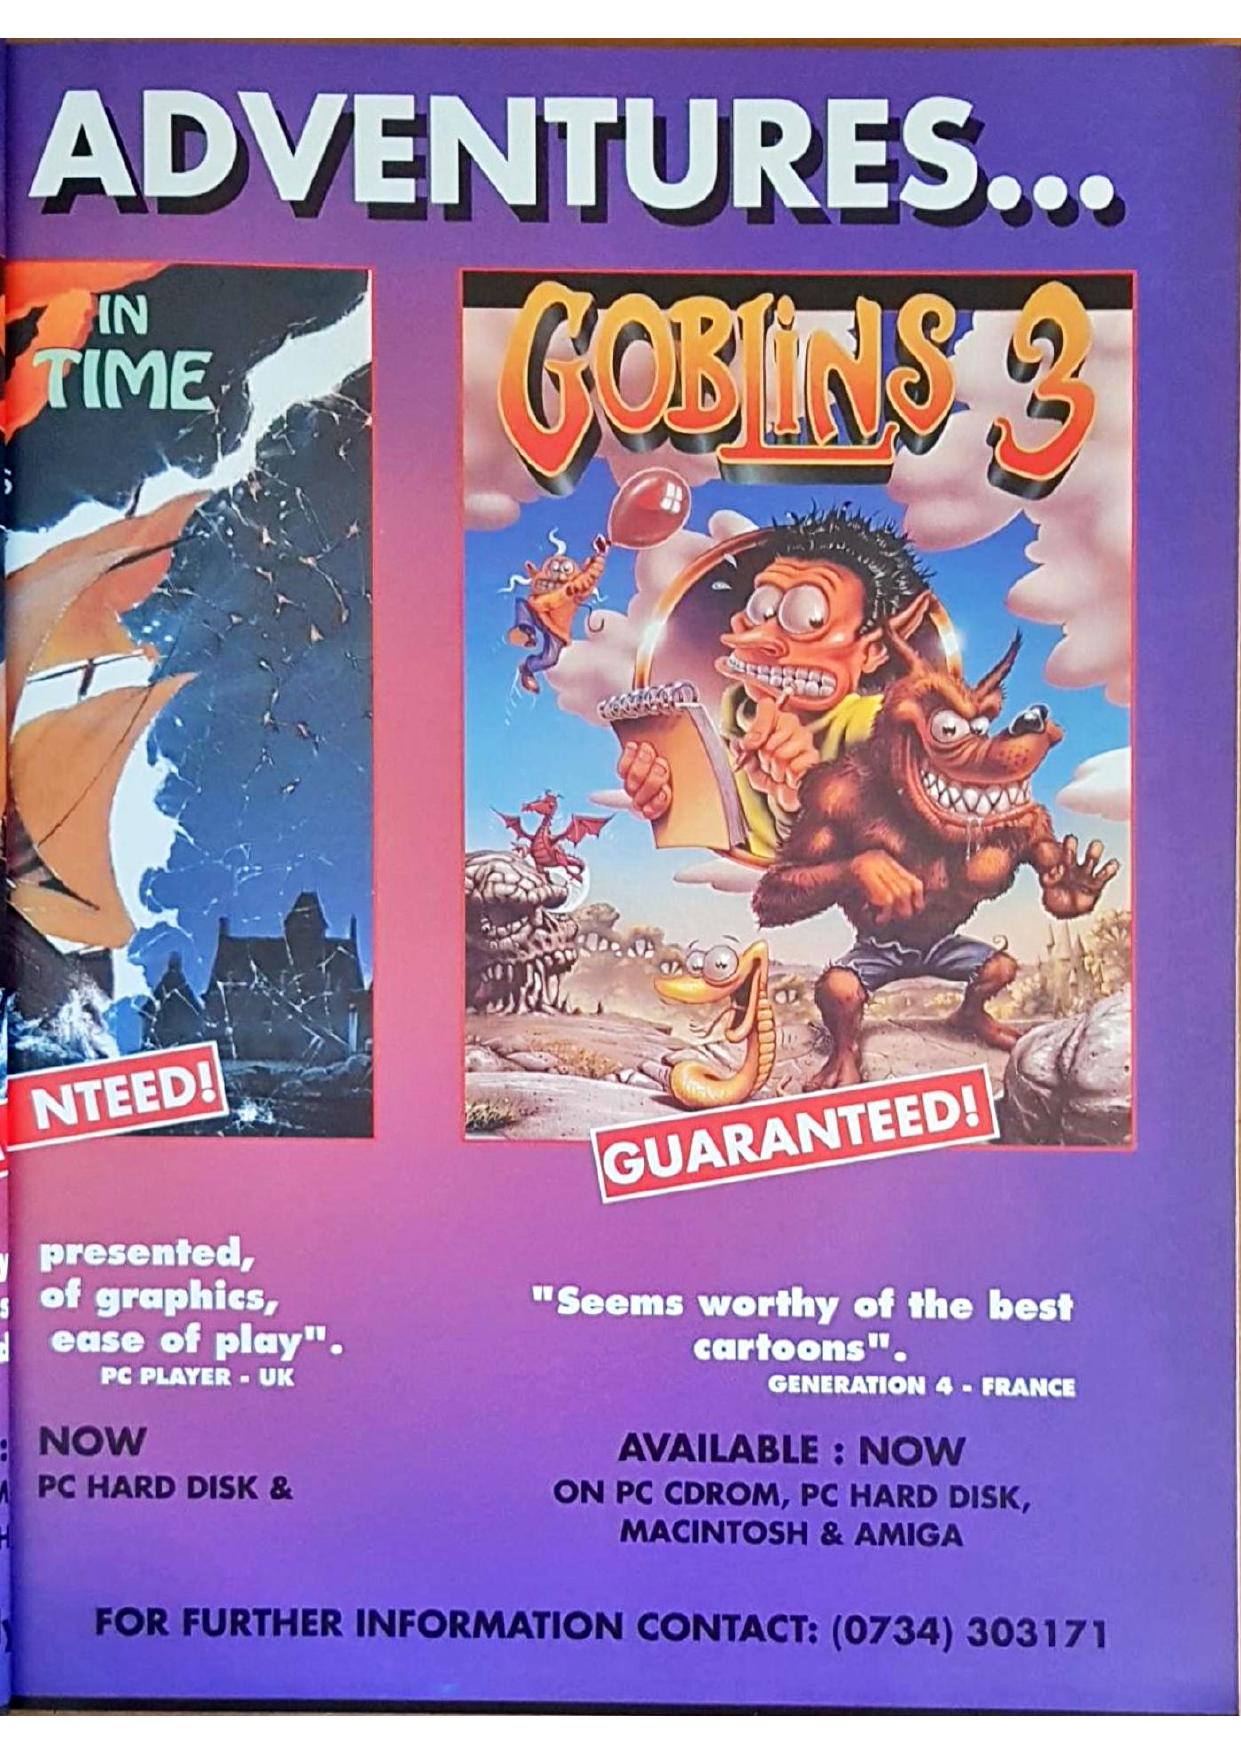 ADVENTURES...
IN
TIME
NTEED!
presented,
of graphics,
ease of play".
PC PLAYER - UK
NOW
PC HARD DISK &
GOBLINS 3
GUARANTEED!
"Seems worthy of the best
cartoons".
GENERATION 4 - FRANCE
AVAILABLE : NOW
ON PC CDROM, PC HARD DISK,
MACINTOSH & AMIGA
FOR FURTHER INFORMATION CONTACT: (0734) 303171